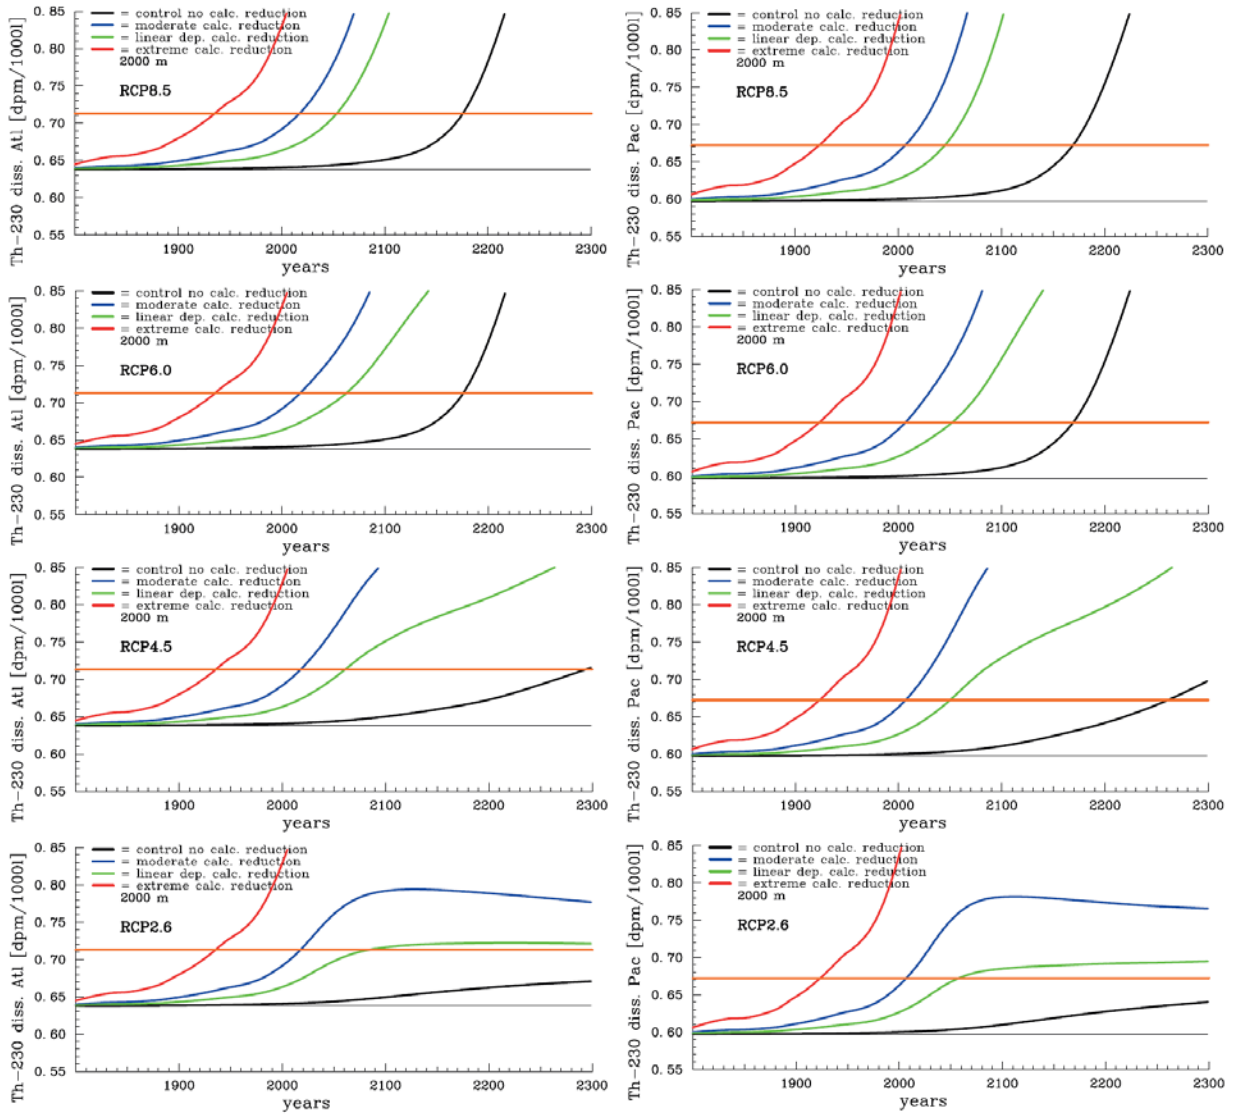 Th-230 diss. Atl [dpm/1000l]
0.85
0.80
0.75
0.70
0.65
0.60
0.55
= control no calc. reduction
= moderate calc. reduction
= linear dep. calc. reduction
= extreme calc. reduction
2000 m
RCP8.5
1900 2000 2100 2200 2300
years
Th-230 diss. Pac [dpm/1000l]
0.85
0.80
0.75
0.70
0.65
0.60
0.55
= control no calc. reduction
= moderate calc. reduction
= linear dep. calc. reduction
= extreme calc. reduction
2000 m
RCP8.5
1900 2000 2100 2200 2300
years
Th-230 diss. Atl [dpm/1000l]
0.85
0.80
0.75
0.70
0.65
0.60
0.55
= control no calc. reduction
= moderate calc. reduction
= linear dep. calc. reduction
= extreme calc. reduction
2000 m
RCP6.0
1900 2000 2100 2200 2300
years
Th-230 diss. Pac [dpm/1000l]
0.85
0.80
0.75
0.70
0.65
0.60
0.55
= control no calc. reduction
= moderate calc. reduction
= linear dep. calc. reduction
= extreme calc. reduction
2000 m
RCP6.0
1900 2000 2100 2200 2300
years
Th-230 diss. Atl [dpm/1000l]
0.85
0.80
0.75
0.70
0.65
0.60
0.55
= control no calc. reduction
= moderate calc. reduction
= linear dep. calc. reduction
= extreme calc. reduction
2000 m
RCP4.5
1900 2000 2100 2200 2300
years
Th-230 diss. Pac [dpm/1000l]
0.85
0.80
0.75
0.70
0.65
0.60
0.55
= control no calc. reduction
= moderate calc. reduction
= linear dep. calc. reduction
= extreme calc. reduction
2000 m
RCP4.5
1900 2000 2100 2200 2300
years
Th-230 diss. Atl [dpm/1000l]
0.85
0.80
0.75
0.70
0.65
0.60
0.55
= control no calc. reduction
= moderate calc. reduction
= linear dep. calc. reduction
= extreme calc. reduction
2000 m
RCP2.6
1900 2000 2100 2200 2300
years
Th-230 diss. Pac [dpm/1000l]
0.85
0.80
0.75
0.70
0.65
0.60
0.55
= control no calc. reduction
= moderate calc. reduction
= linear dep. calc. reduction
= extreme calc. reduction
2000 m
RCP2.6
1900 2000 2100 2200 2300
years